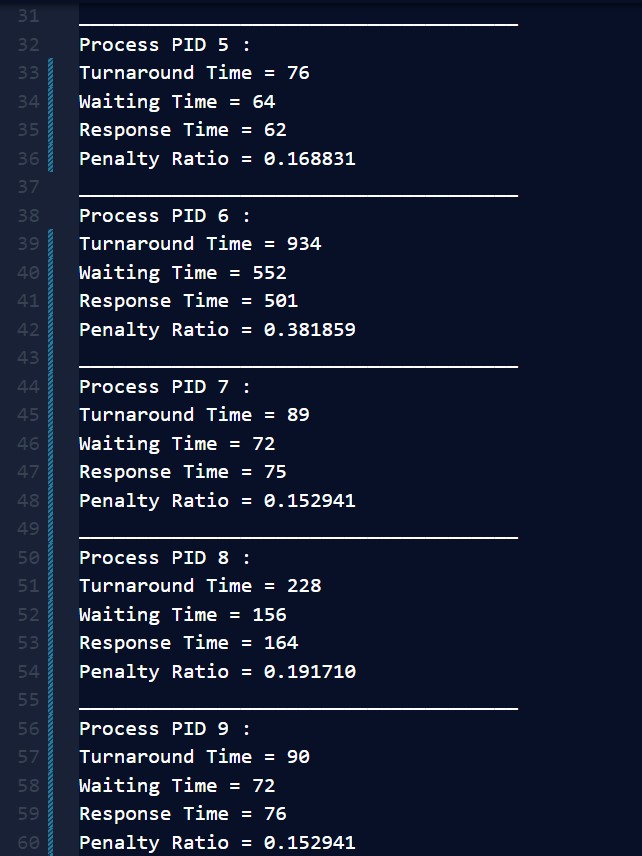 31 ______________________________________
32 Process PID 5 :
33 Turnaround Time = 76
34 Waiting Time = 64
35 Response Time = 62
36 Penalty Ratio = 0.168831
37 ______________________________________
38 Process PID 6 :
39 Turnaround Time = 934
40 Waiting Time = 552
41 Response Time = 501
42 Penalty Ratio = 0.381859
43 ______________________________________
44 Process PID 7 :
45 Turnaround Time = 89
46 Waiting Time = 72
47 Response Time = 75
48 Penalty Ratio = 0.152941
49 ______________________________________
50 Process PID 8 :
51 Turnaround Time = 228
52 Waiting Time = 156
53 Response Time = 164
54 Penalty Ratio = 0.191710
55 ______________________________________
56 Process PID 9 :
57 Turnaround Time = 90
58 Waiting Time = 72
59 Response Time = 76
60 Penalty Ratio = 0.152941